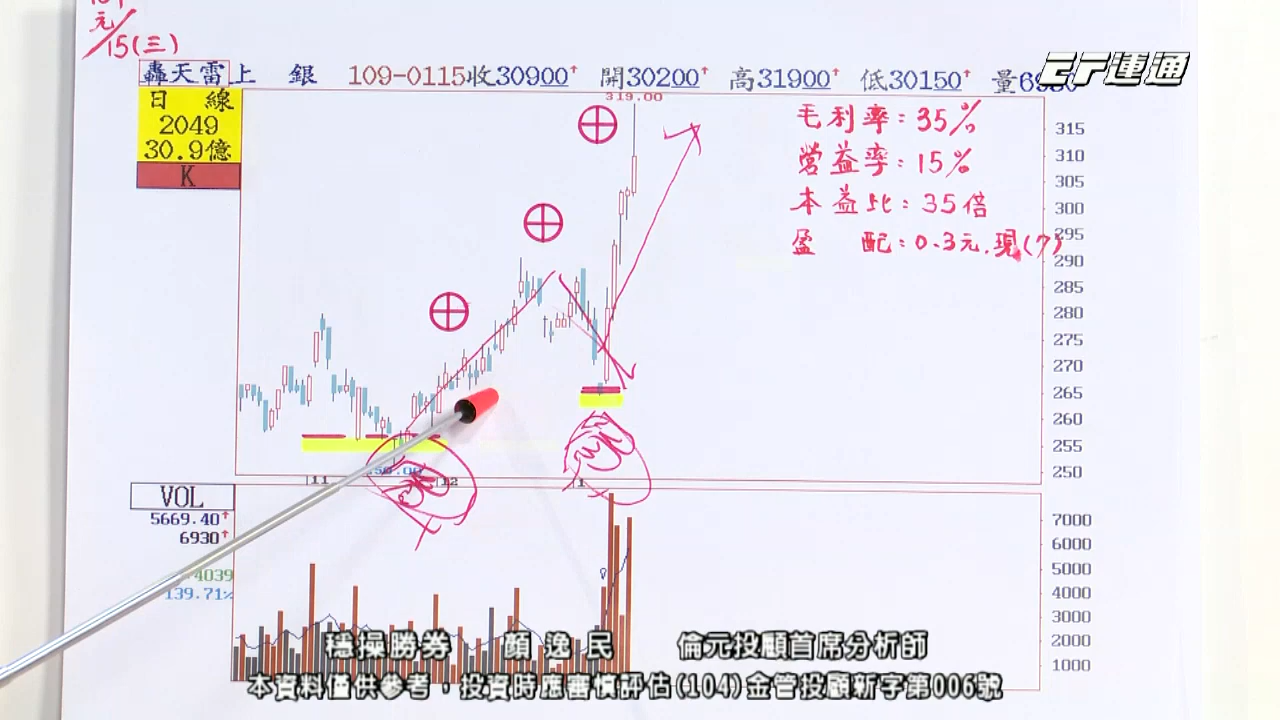 元/15(三)
轟天雷上 銀 109-0115收30900↑ 開30200↑ 高31900↑ 低30150↑
CT運通
日 線
2049
30.9億
K
319.00
毛利率:35%
營益率:15%
本益比:35倍
盈 配:0.3元.現(7)
315
310
305
300
295
290
285
280
275
270
265
260
255
250
11
12
1
VOL
5669.40↑
6930↑
4039
139.71%
7000
6000
5000
4000
3000
2000
1000
穩操勝券 顏逸民 倫元投顧首席分析師
本資料僅供參考,投資時應審慎評估(104)金管投顧新字第006號